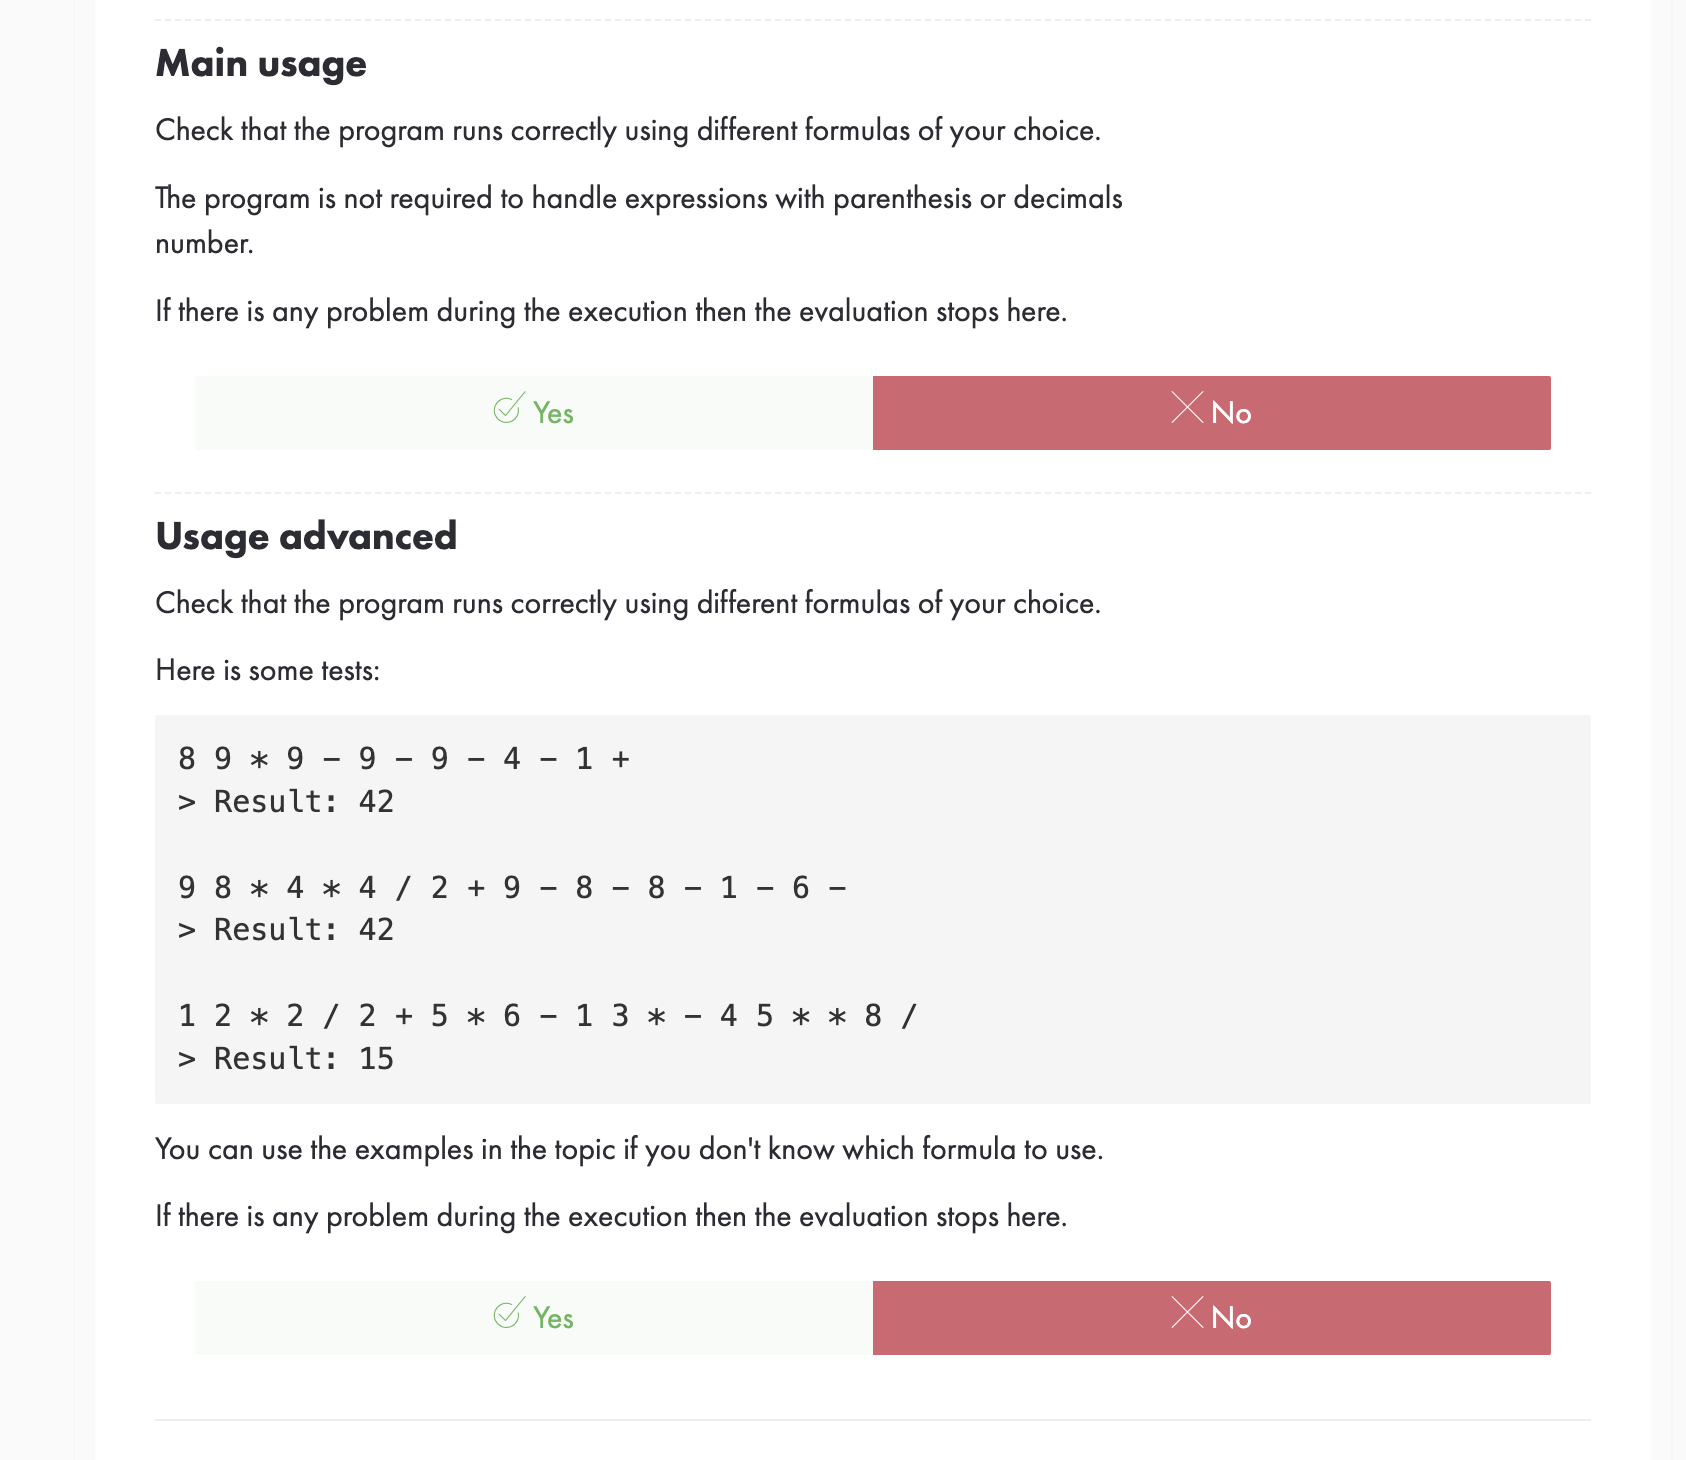 Main usage
Check that the program runs correctly using different formulas of your choice.
The program is not required to handle expressions with parenthesis or decimals
number.
If there is any problem during the execution then the evaluation stops here.
Yes
No
Usage advanced
Check that the program runs correctly using different formulas of your choice.
Here is some tests:
8 9 * 9 - 9 - 9 - 4 - 1 +
> Result: 42
9 8 * 4 * 4 / 2 + 9 - 8 - 8 - 1 - 6 -
> Result: 42
1 2 * 2 / 2 + 5 * 6 - 1 3 * - 4 5 * * 8 /
> Result: 15
You can use the examples in the topic if you don't know which formula to use.
If there is any problem during the execution then the evaluation stops here.
Yes
No